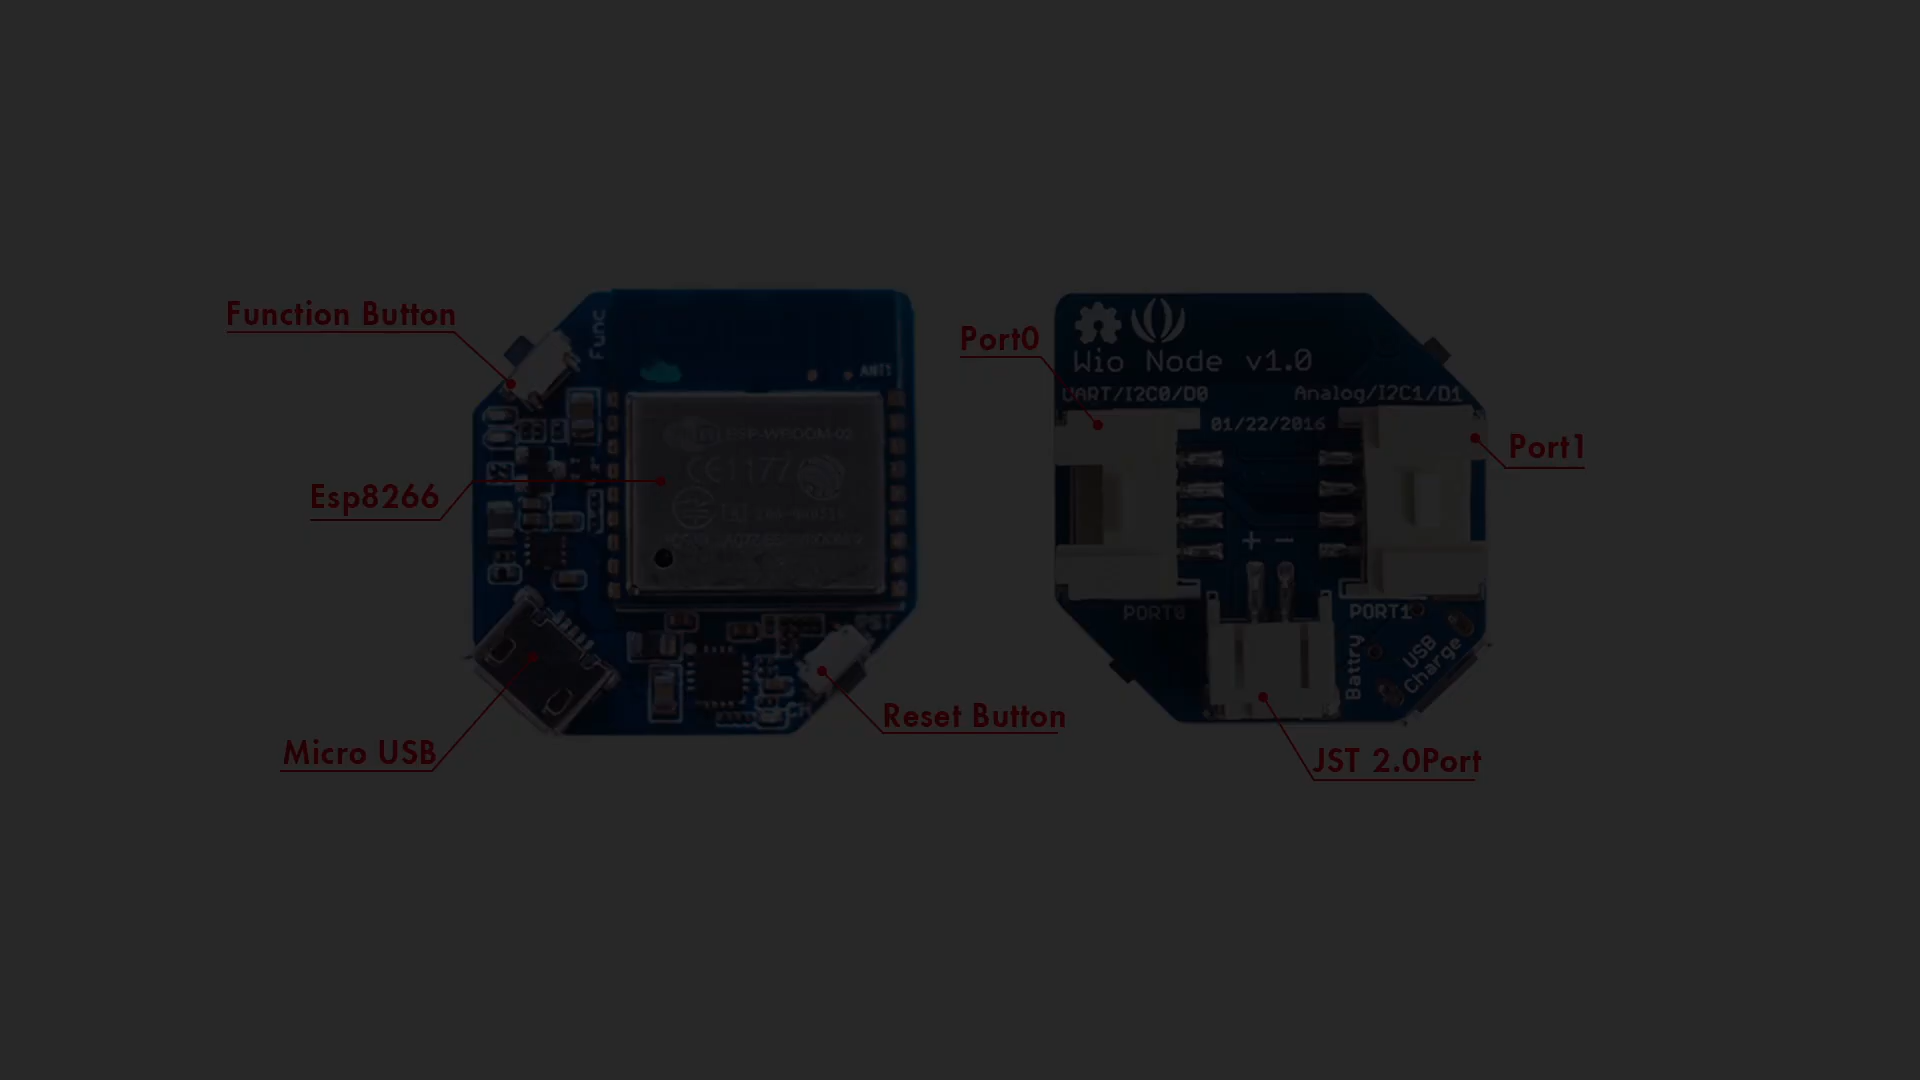 Function Button
Func
ANT1
ESP-WROOM-02
Esp8266
CE1177
Micro USB
Reset Button
Port0
Wio Node v1.0
UART/I2C0/D0
Analog/I2C1/D1
01/22/2016
Port1
+ −
PORT0
PORT1
Battry
USB
Charge
JST 2.0Port